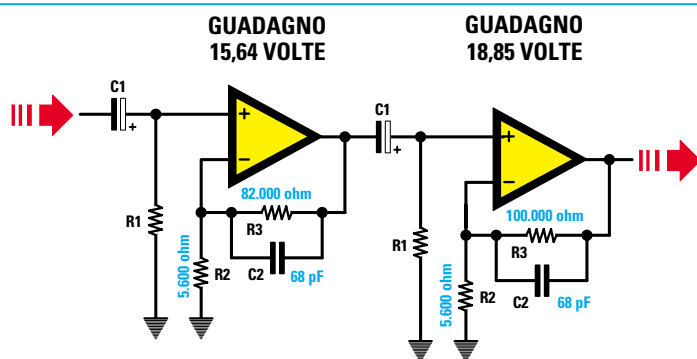 GUADAGNO
15,64 VOLTE
GUADAGNO
18,85 VOLTE
C1
+
+
−
R1
82.000 ohm
R3
C2
68 pF
R2
5.600 ohm
C1
+
+
−
R1
100.000 ohm
R3
C2
68 pF
R2
5.600 ohm